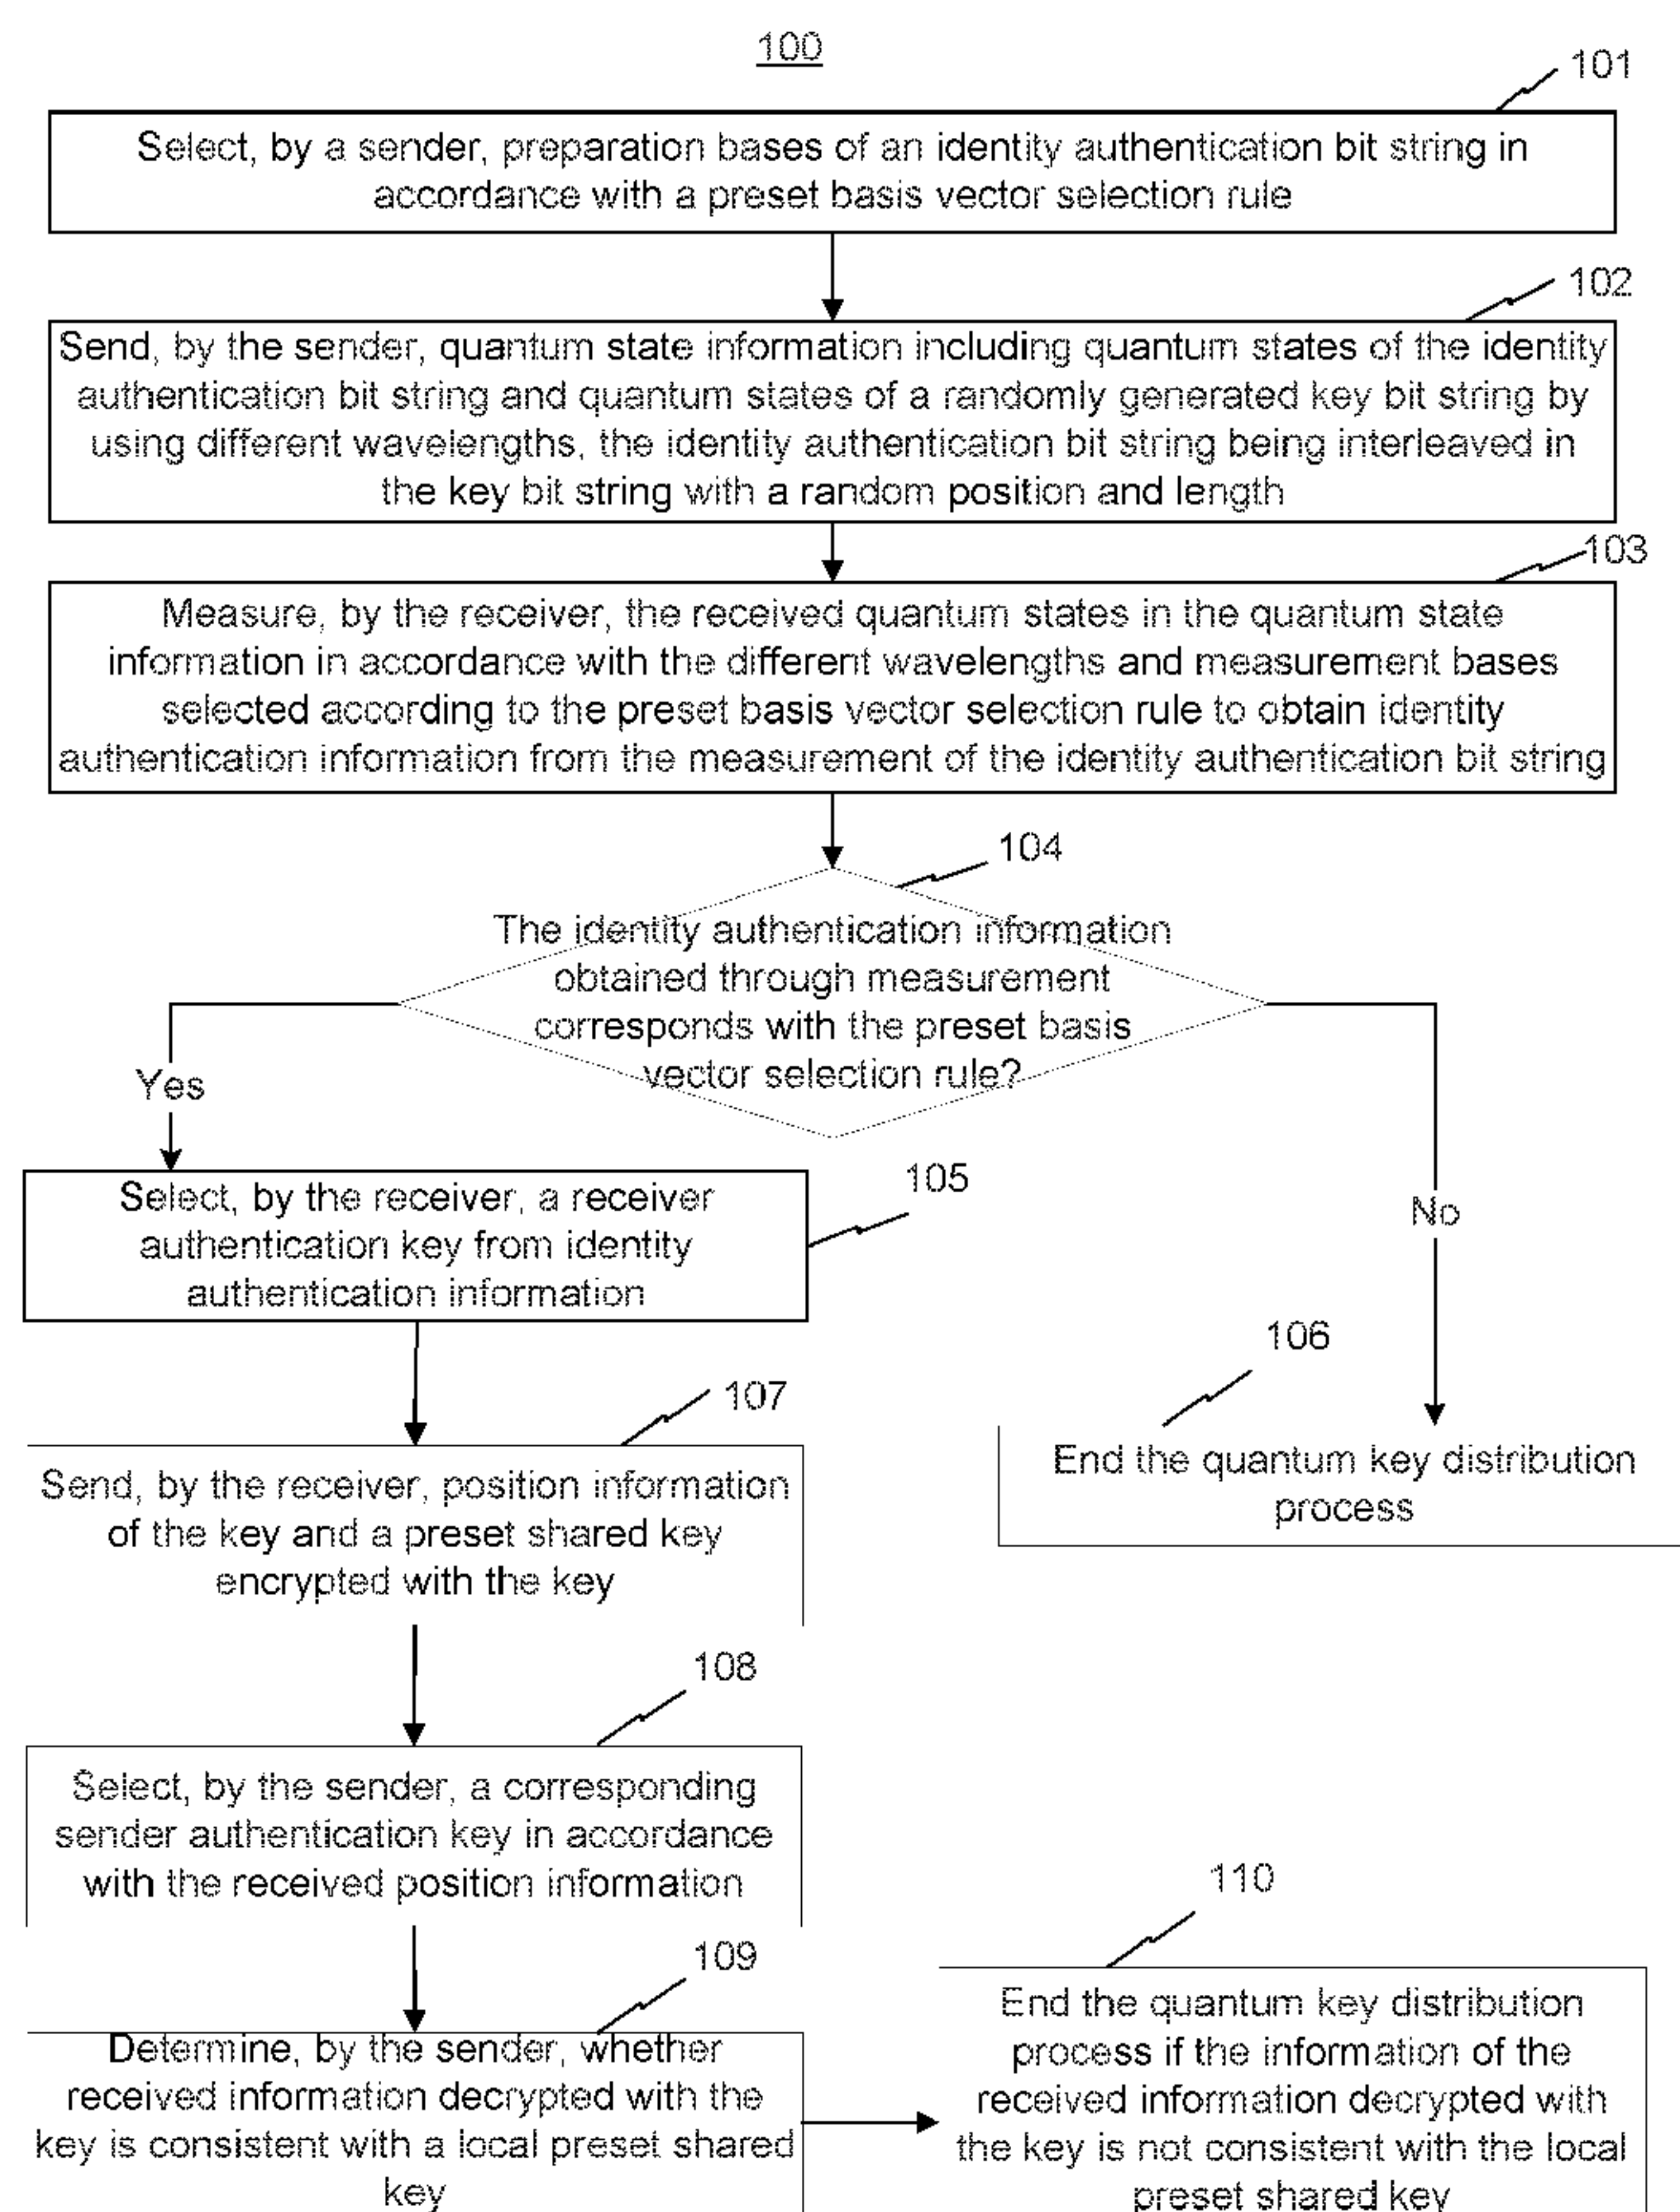 100
101
Select, by a sender, preparation bases of an identity authentication bit string in
accordance with a preset basis vector selection rule
102
Send, by the sender, quantum state information including quantum states of the identity
authentication bit string and quantum states of a randomly generated key bit string by
using different wavelengths, the identity authentication bit string being interleaved in
the key bit string with a random position and length
103
Measure, by the receiver, the received quantum states in the quantum state
information in accordance with the different wavelengths and measurement bases
selected according to the preset basis vector selection rule to obtain identity
authentication information from the measurement of the identity authentication bit string
104
The identity authentication information
obtained through measurement
corresponds with the preset basis
vector selection rule?
Yes
No
105
Select, by the receiver, a receiver
authentication key from identity
authentication information
106
End the quantum key distribution
process
107
Send, by the receiver, position information
of the key and a preset shared key
encrypted with the key
108
Select, by the sender, a corresponding
sender authentication key in accordance
with the received position information
109
Determine, by the sender, whether
received information decrypted with the
key is consistent with a local preset shared
key
110
End the quantum key distribution
process if the information of the
received information decrypted with
the key is not consistent with the local
preset shared key